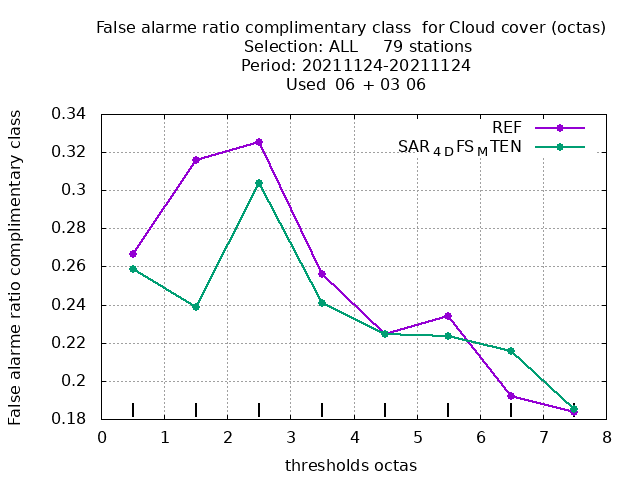 False alarme ratio complimentary class  for Cloud cover (octas)
Selection: ALL     79 stations
Period: 20211124-20211124
Used  06 + 03 06
False alarme ratio complimentary class
0.34
0.32
0.3
0.28
0.26
0.24
0.22
0.2
0.18
REF
SAR4DFSMTEN
0 1 2 3 4 5 6 7 8
thresholds octas